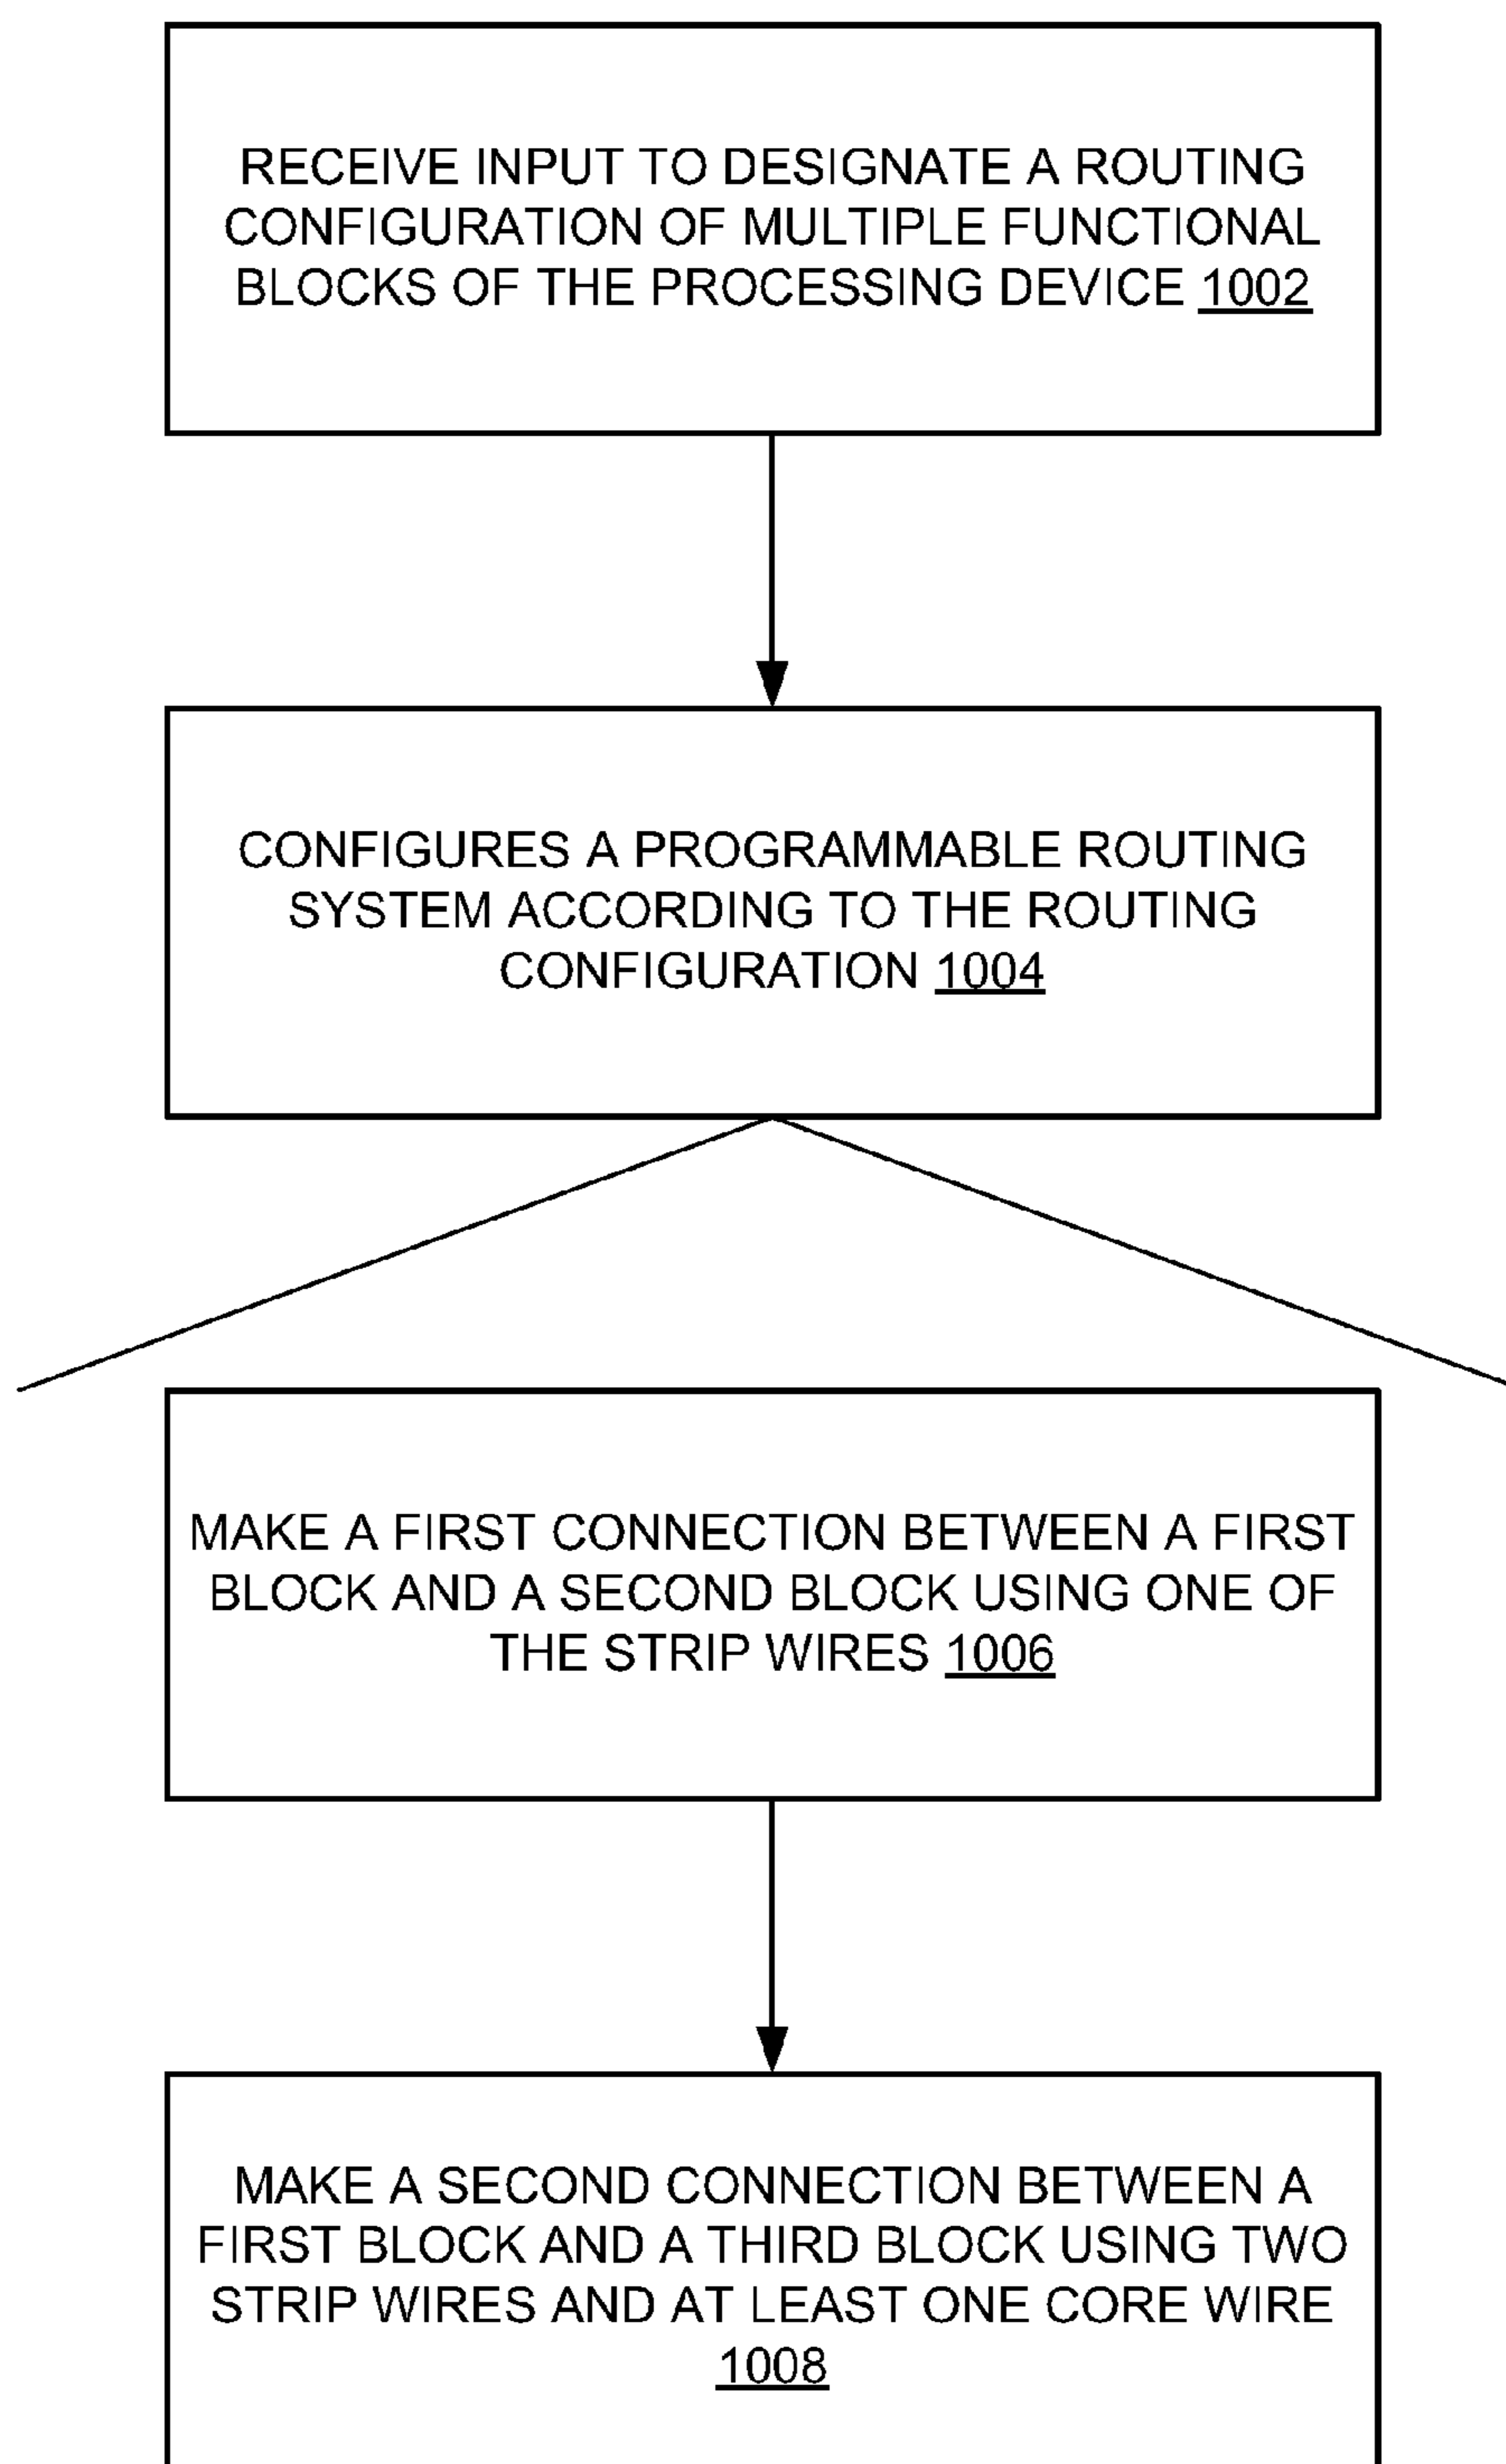 RECEIVE INPUT TO DESIGNATE A ROUTING
CONFIGURATION OF MULTIPLE FUNCTIONAL
BLOCKS OF THE PROCESSING DEVICE 1002
CONFIGURES A PROGRAMMABLE ROUTING
SYSTEM ACCORDING TO THE ROUTING
CONFIGURATION 1004
MAKE A FIRST CONNECTION BETWEEN A FIRST
BLOCK AND A SECOND BLOCK USING ONE OF
THE STRIP WIRES 1006
MAKE A SECOND CONNECTION BETWEEN A
FIRST BLOCK AND A THIRD BLOCK USING TWO
STRIP WIRES AND AT LEAST ONE CORE WIRE
1008